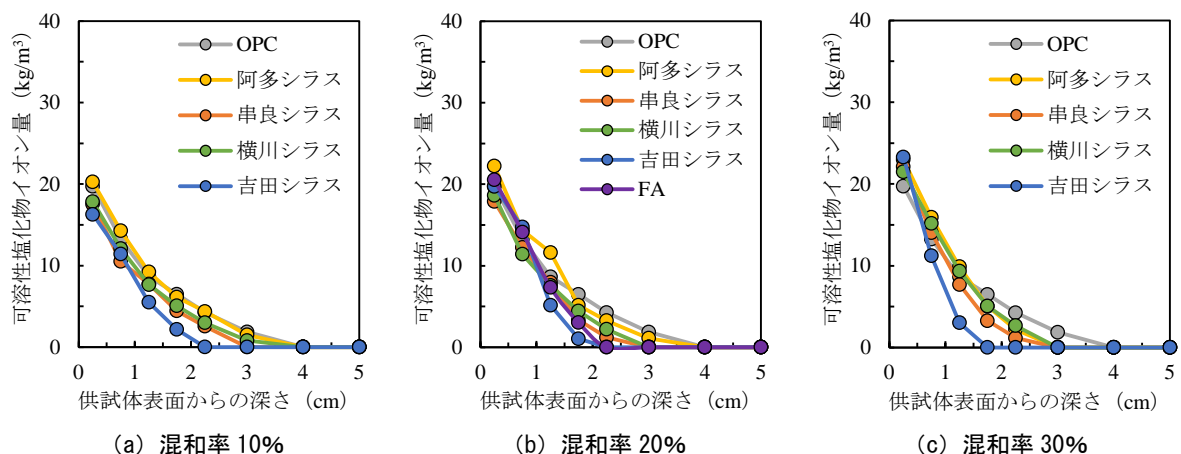 可溶性塩化物イオン量 (kg/m³)
40
30
20
10
0
OPC
阿多シラス
串良シラス
横川シラス
吉田シラス
0 1 2 3 4 5
供試体表面からの深さ (cm)
(a) 混和率 10%
可溶性塩化物イオン量 (kg/m³)
40
30
20
10
0
OPC
阿多シラス
串良シラス
横川シラス
吉田シラス
FA
0 1 2 3 4 5
供試体表面からの深さ (cm)
(b) 混和率 20%
可溶性塩化物イオン量 (kg/m³)
40
30
20
10
0
OPC
阿多シラス
串良シラス
横川シラス
吉田シラス
0 1 2 3 4 5
供試体表面からの深さ (cm)
(c) 混和率 30%